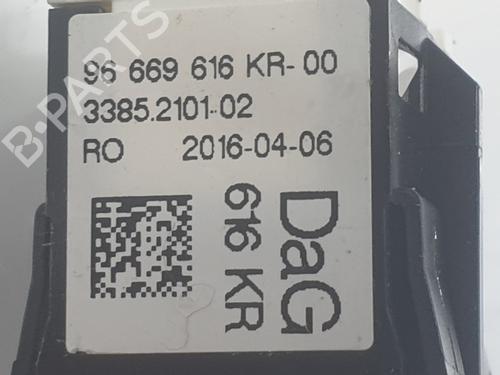 96 669 616 KR-00
3385.2101-02
RO 2016-04-06
DaG
616 KR
B-PARTS